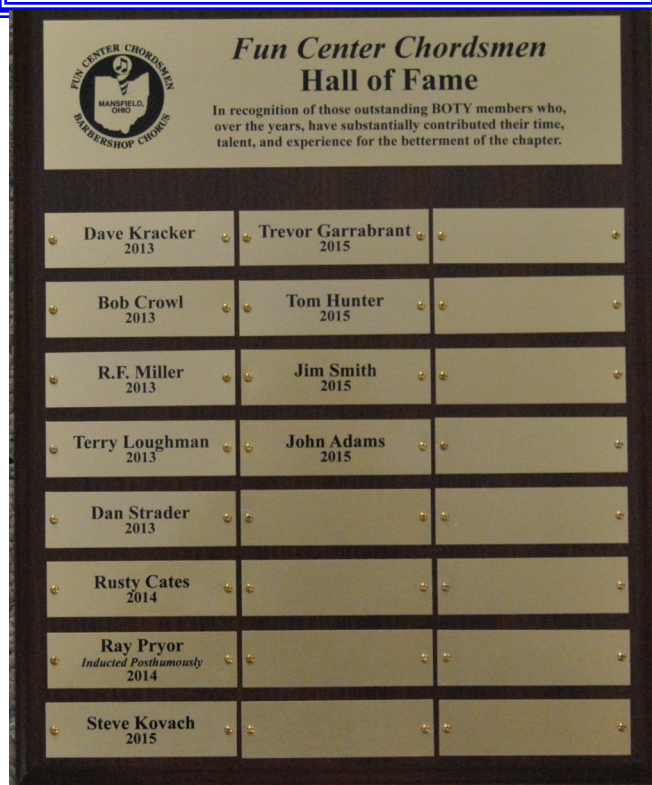 FUN CENTER CHORDSMEN
MANSFIELD,
OHIO
BARBERSHOP CHORUS
Fun Center Chordsmen
Hall of Fame
In recognition of those outstanding BOTY members who,
over the years, have substantially contributed their time,
talent, and experience for the betterment of the chapter.
Dave Kracker
2013
Bob Crowl
2013
R.F. Miller
2013
Terry Loughman
2013
Dan Strader
2013
Rusty Cates
2014
Ray Pryor
Inducted Posthumously
2014
Steve Kovach
2015
Trevor Garrabrant
2015
Tom Hunter
2015
Jim Smith
2015
John Adams
2015